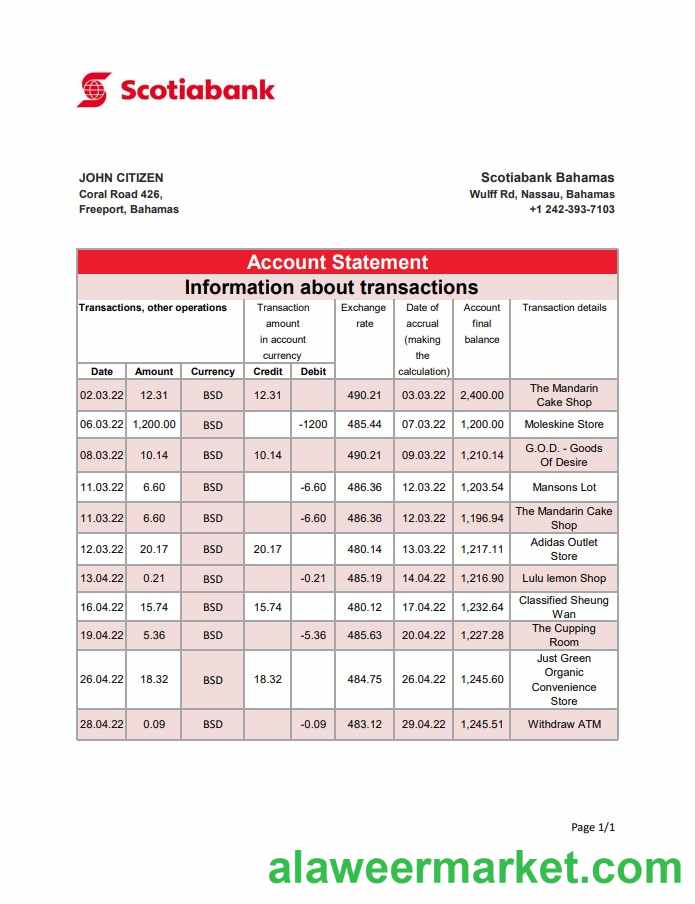 Scotiabank
JOHN CITIZEN
Coral Road 426,
Freeport, Bahamas
Scotiabank Bahamas
Wulff Rd, Nassau, Bahamas
+1 242-393-7103
Account Statement
Information about transactions
Transactions, other operations
Transaction
amount
in account
currency
Exchange
rate
Date of
accrual
(making
the
calculation)
Account
final
balance
Transaction details
Date Amount Currency Credit Debit
02.03.22 12.31 BSD 12.31 490.21 03.03.22 2,400.00 The Mandarin
Cake Shop
06.03.22 1,200.00 BSD -1200 485.44 07.03.22 1,200.00 Moleskine Store
08.03.22 10.14 BSD 10.14 490.21 09.03.22 1,210.14 G.O.D. - Goods
Of Desire
11.03.22 6.60 BSD -6.60 486.36 12.03.22 1,203.54 Mansons Lot
11.03.22 6.60 BSD -6.60 486.36 12.03.22 1,196.94 The Mandarin Cake
Shop
12.03.22 20.17 BSD 20.17 480.14 13.03.22 1,217.11 Adidas Outlet
Store
13.04.22 0.21 BSD -0.21 485.19 14.04.22 1,216.90 Lulu lemon Shop
16.04.22 15.74 BSD 15.74 480.12 17.04.22 1,232.64 Classified Sheung
Wan
19.04.22 5.36 BSD -5.36 485.63 20.04.22 1,227.28 The Cupping
Room
26.04.22 18.32 BSD 18.32 484.75 26.04.22 1,245.60 Just Green
Organic
Convenience
Store
28.04.22 0.09 BSD -0.09 483.12 29.04.22 1,245.51 Withdraw ATM
Page 1/1
alaweermarket.com